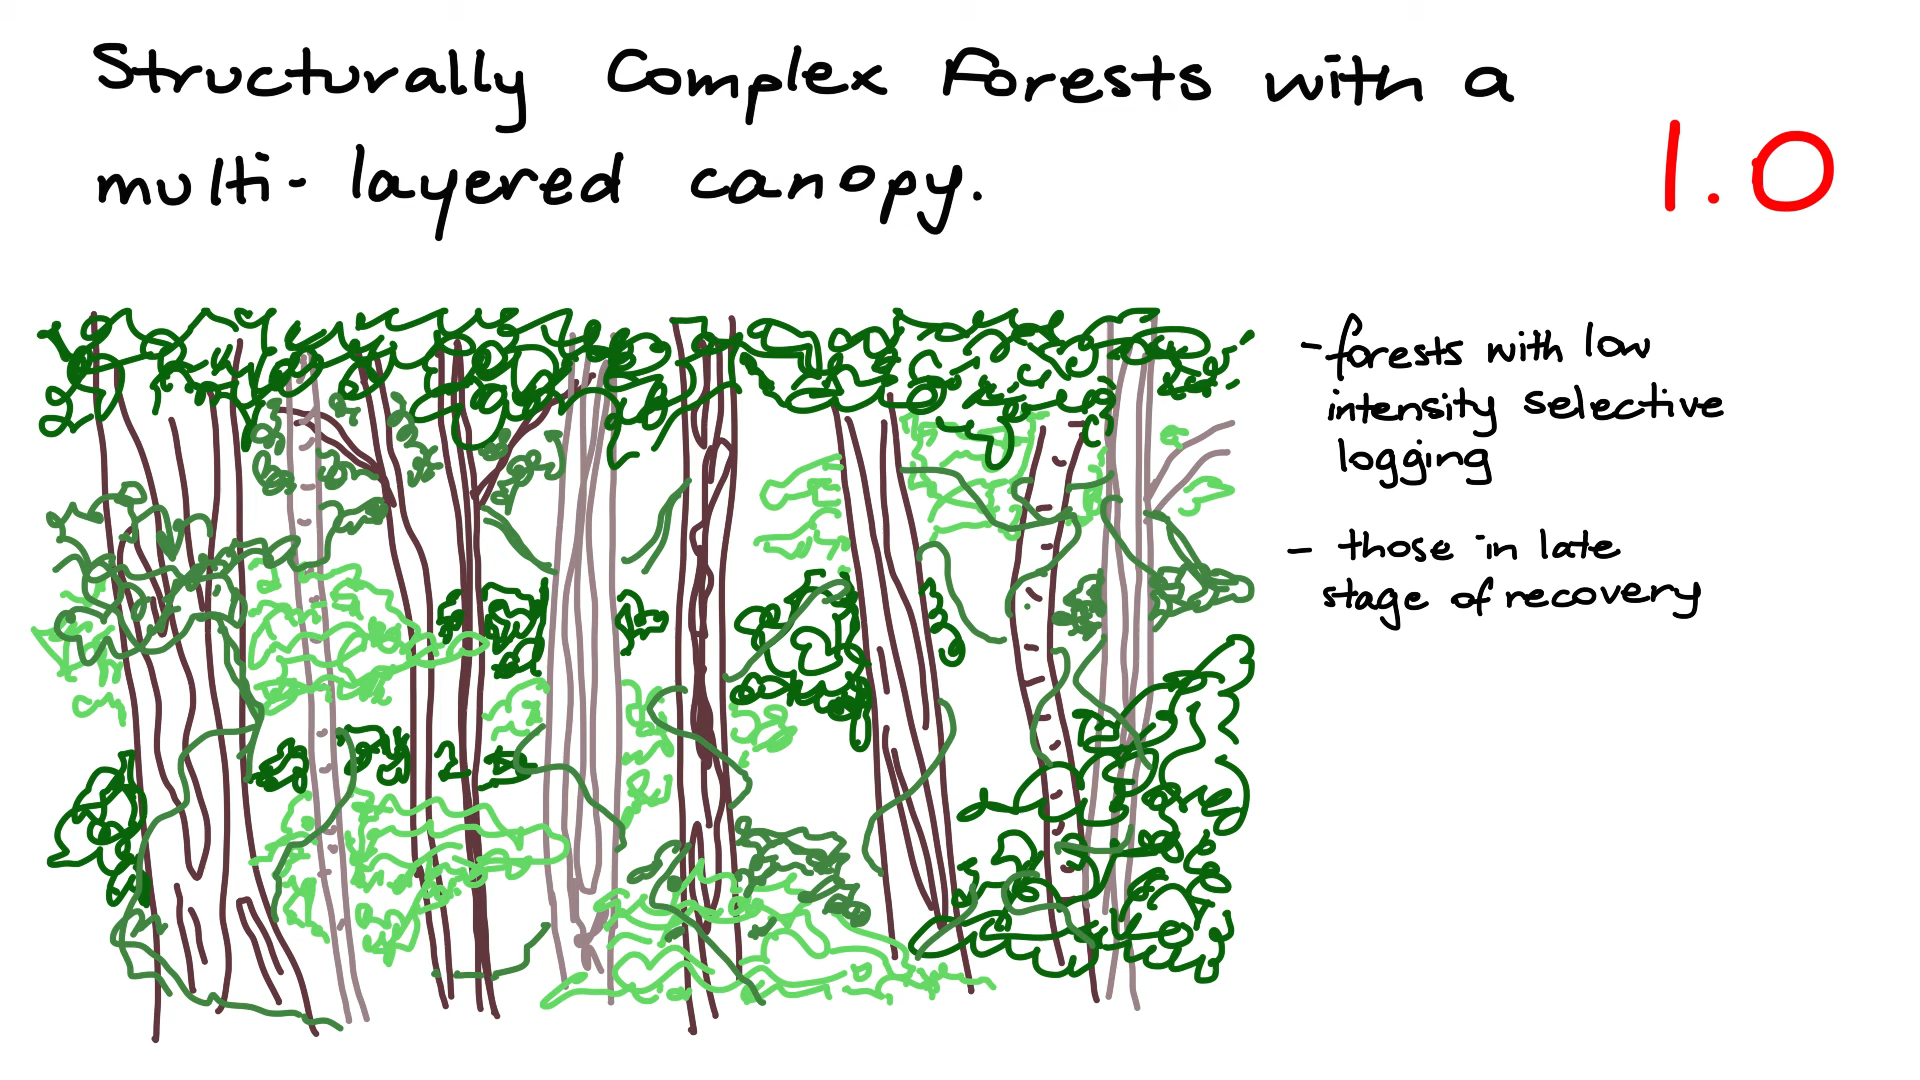 Structurally Complex Forests with a
multi-layered canopy.
1.0
- forests with low
intensity selective
logging
- those in late
stage of recovery